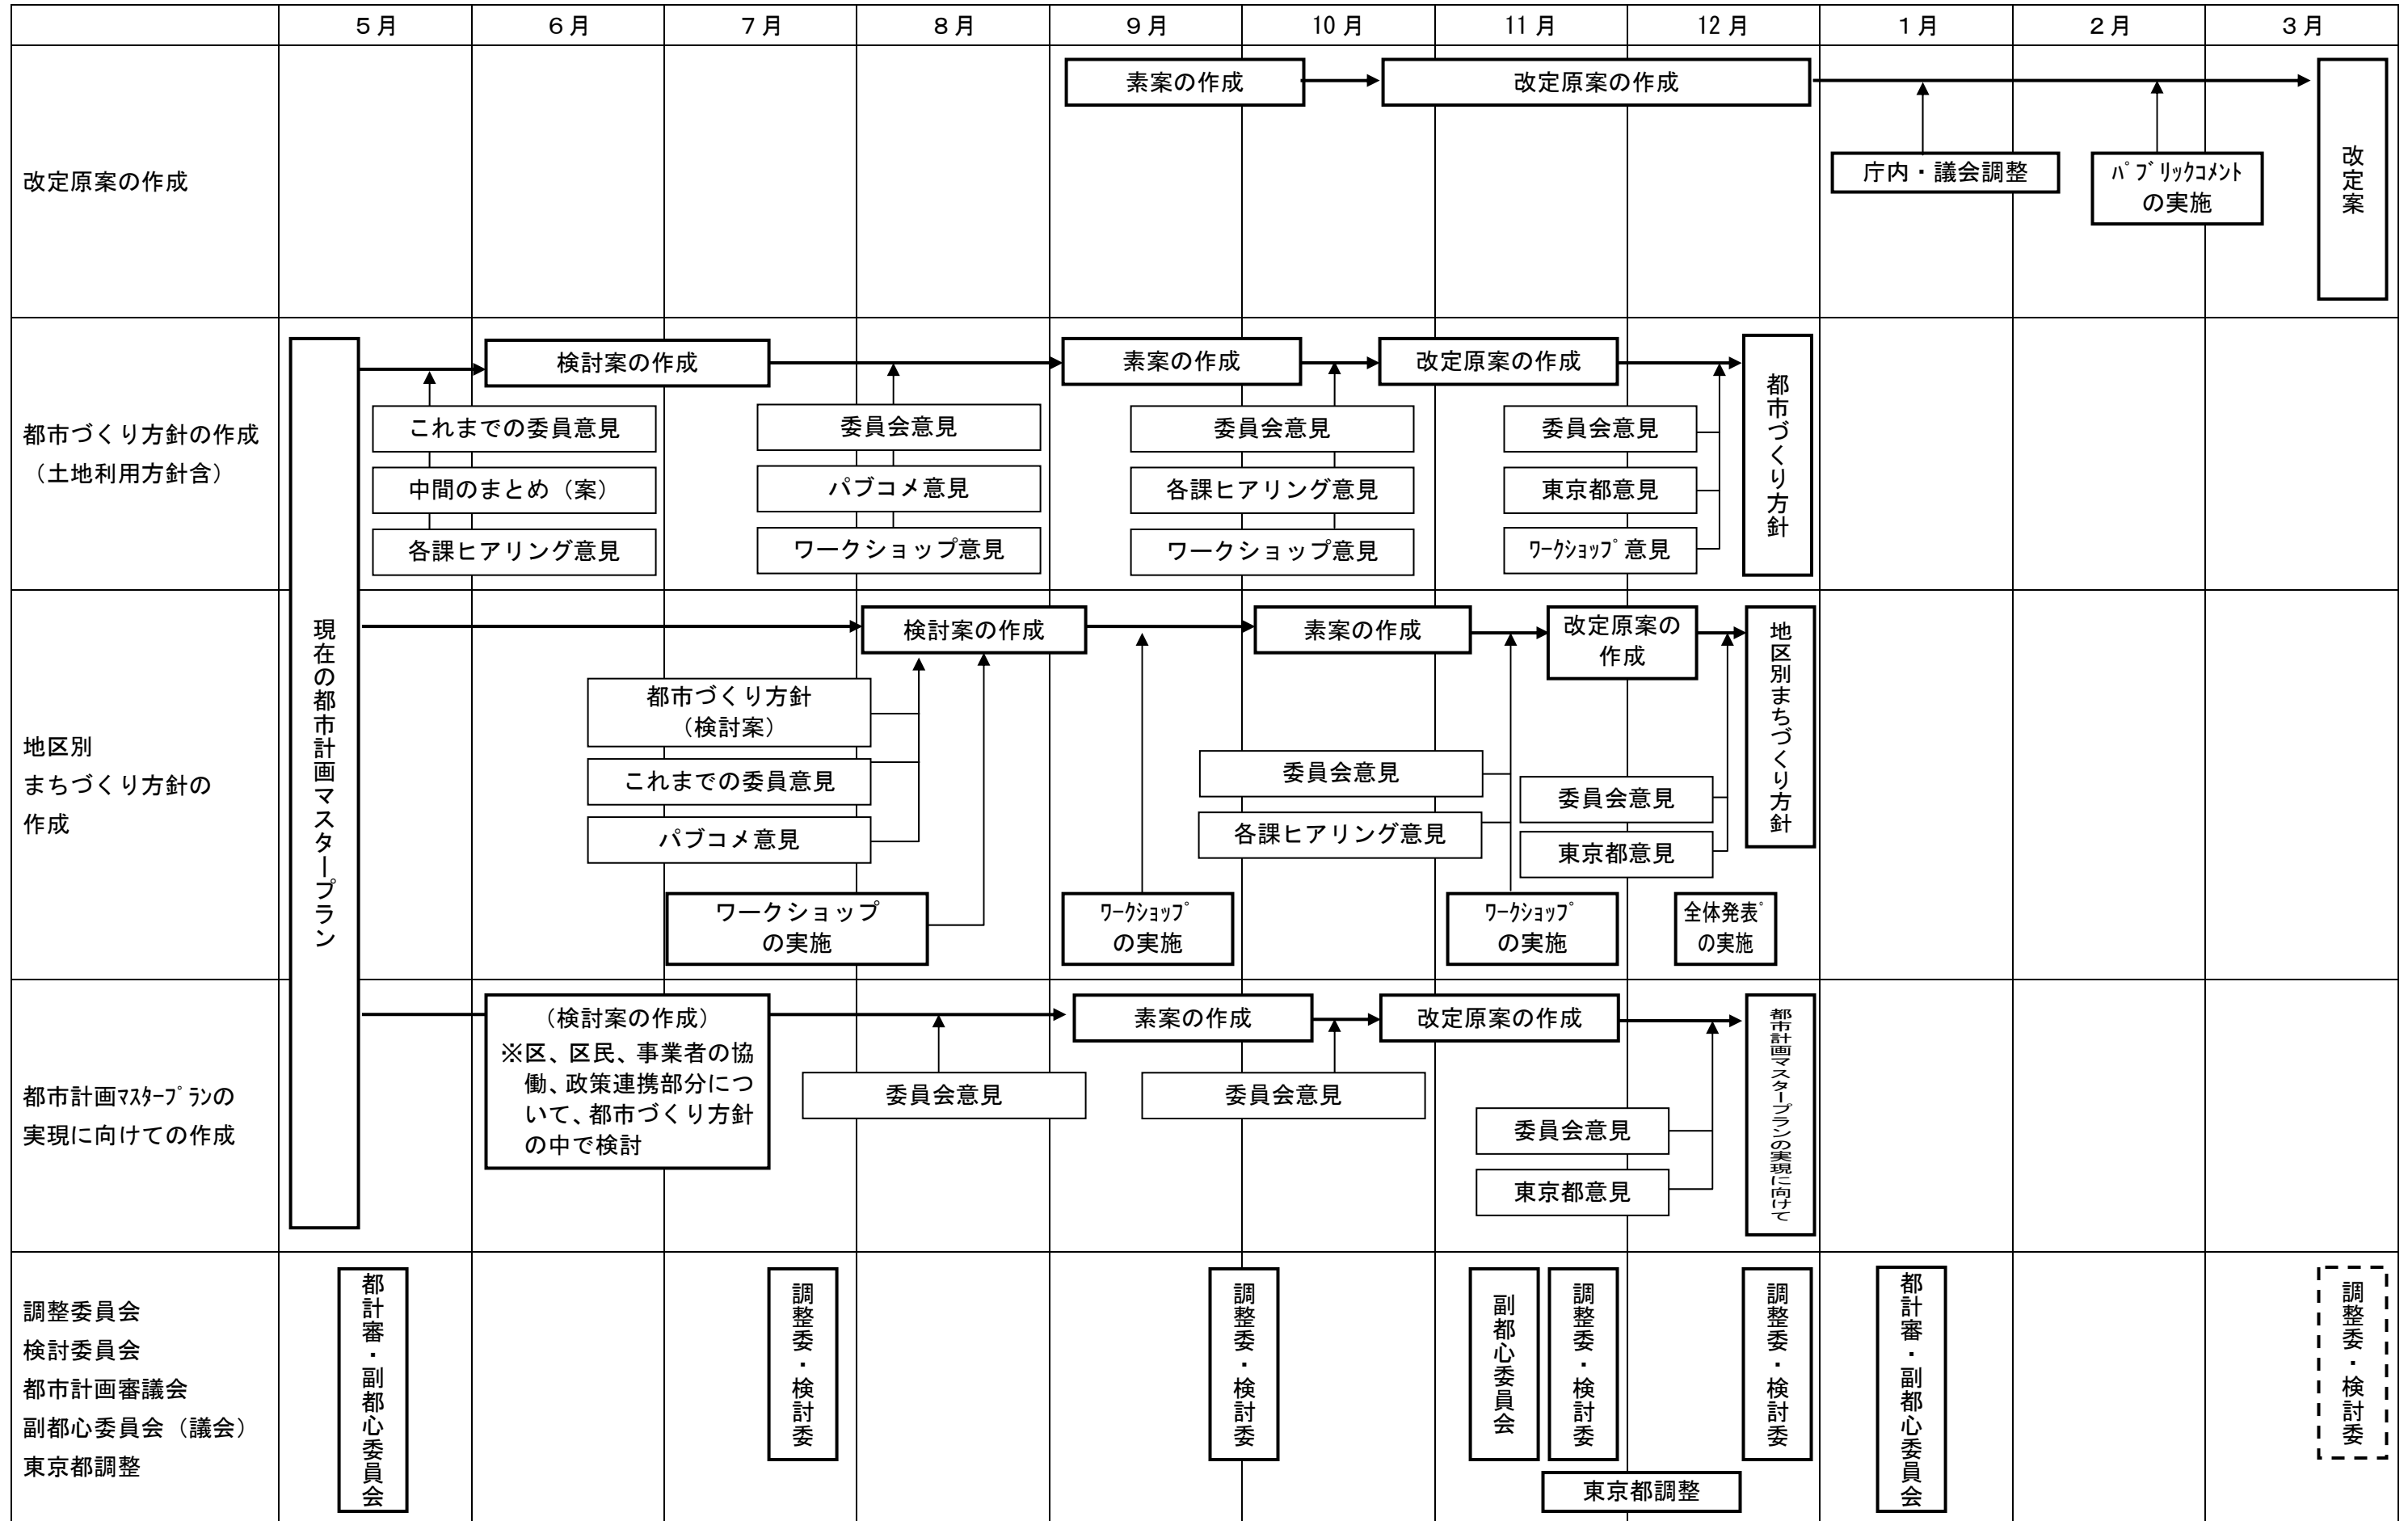 ５月
６月
７月
８月
９月
10 月
11 月
12 月
１月
２月
３月
改定原案の作成
素案の作成
改定原案の作成
庁内・議会調整
ﾊﾟﾌﾞﾘｯｸｺﾒﾝﾄ
の実施
改定案
都市づくり方針の作成
（土地利用方針含）
現在の都市計画マスタープラン
検討案の作成
素案の作成
改定原案の作成
都市づくり方針
これまでの委員意見
中間のまとめ（案）
各課ヒアリング意見
委員会意見
パブコメ意見
ワークショップ意見
委員会意見
各課ヒアリング意見
ワークショップ意見
委員会意見
東京都意見
ﾜｰｸｼｮｯﾌﾟ意見
地区別
まちづくり方針の
作成
検討案の作成
素案の作成
改定原案の
作成
地区別まちづくり方針
都市づくり方針
（検討案）
これまでの委員意見
パブコメ意見
委員会意見
各課ヒアリング意見
委員会意見
東京都意見
ワークショップ
の実施
ﾜｰｸｼｮｯﾌﾟ
の実施
ﾜｰｸｼｮｯﾌﾟ
の実施
全体発表ﾟ
の実施
都市計画ﾏｽﾀｰﾌﾟﾗﾝの
実現に向けての作成
（検討案の作成）
※区、区民、事業者の協
働、政策連携部分につ
いて、都市づくり方針
の中で検討
素案の作成
改定原案の作成
都市計画マスタープランの実現に向けて
委員会意見
委員会意見
委員会意見
東京都意見
調整委員会
検討委員会
都市計画審議会
副都心委員会（議会）
東京都調整
都計審・副都心委員会
調整委・検討委
調整委・検討委
副都心委員会
調整委・検討委
調整委・検討委
都計審・副都心委員会
調整委・検討委
東京都調整